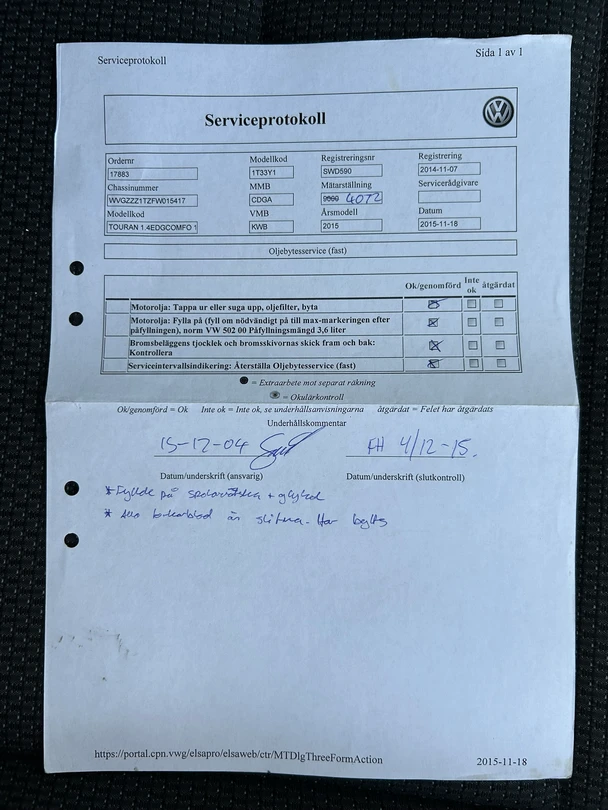 Serviceprotokoll Sida 1 av 1
Serviceprotokoll
Ordernr Modellkod Registreringsnr Registrering
17883 1T33Y1 SWD590 2014-11-07
Chassinummer MMB Mätarställning Servicerådgivare
WVGZZZ1TZFW015417 CDGA 9000 4072
Modellkod VMB Årsmodell Datum
TOURAN 1.4EDGCOMFO 1 KWB 2015 2015-11-18
Oljebytesservice (fast)
Ok/genomförd Inte ok åtgärdat
Motorolja: Tappa ur eller suga upp, oljefilter, byta
Motorolja: Fylla på (fyll om nödvändigt på till max-markeringen efter
påfyllningen), norm VW 502 00 Påfyllningsmängd 3,6 liter
Bromsbeläggens tjocklek och bromsskivornas skick fram och bak:
Kontrollera
Serviceintervallsindikering: Återställa Oljebytesservice (fast)
= Extraarbete mot separat räkning
= Okulärkontroll
Ok/genomförd = Ok Inte ok = Inte ok, se underhållsanvisningarna åtgärdat = Felet har åtgärdats
Underhållskommentar
15-12-04 FH 4/12-15.
Datum/underskrift (ansvarig) Datum/underskrift (slutkontroll)
* Fyllde på spolarvätska + glykol
* torkarblad är slitna. Har bytts
https://portal.cpn.vwg/elsapro/elsaweb/ctr/MTDlgThreeFormAction 2015-11-18